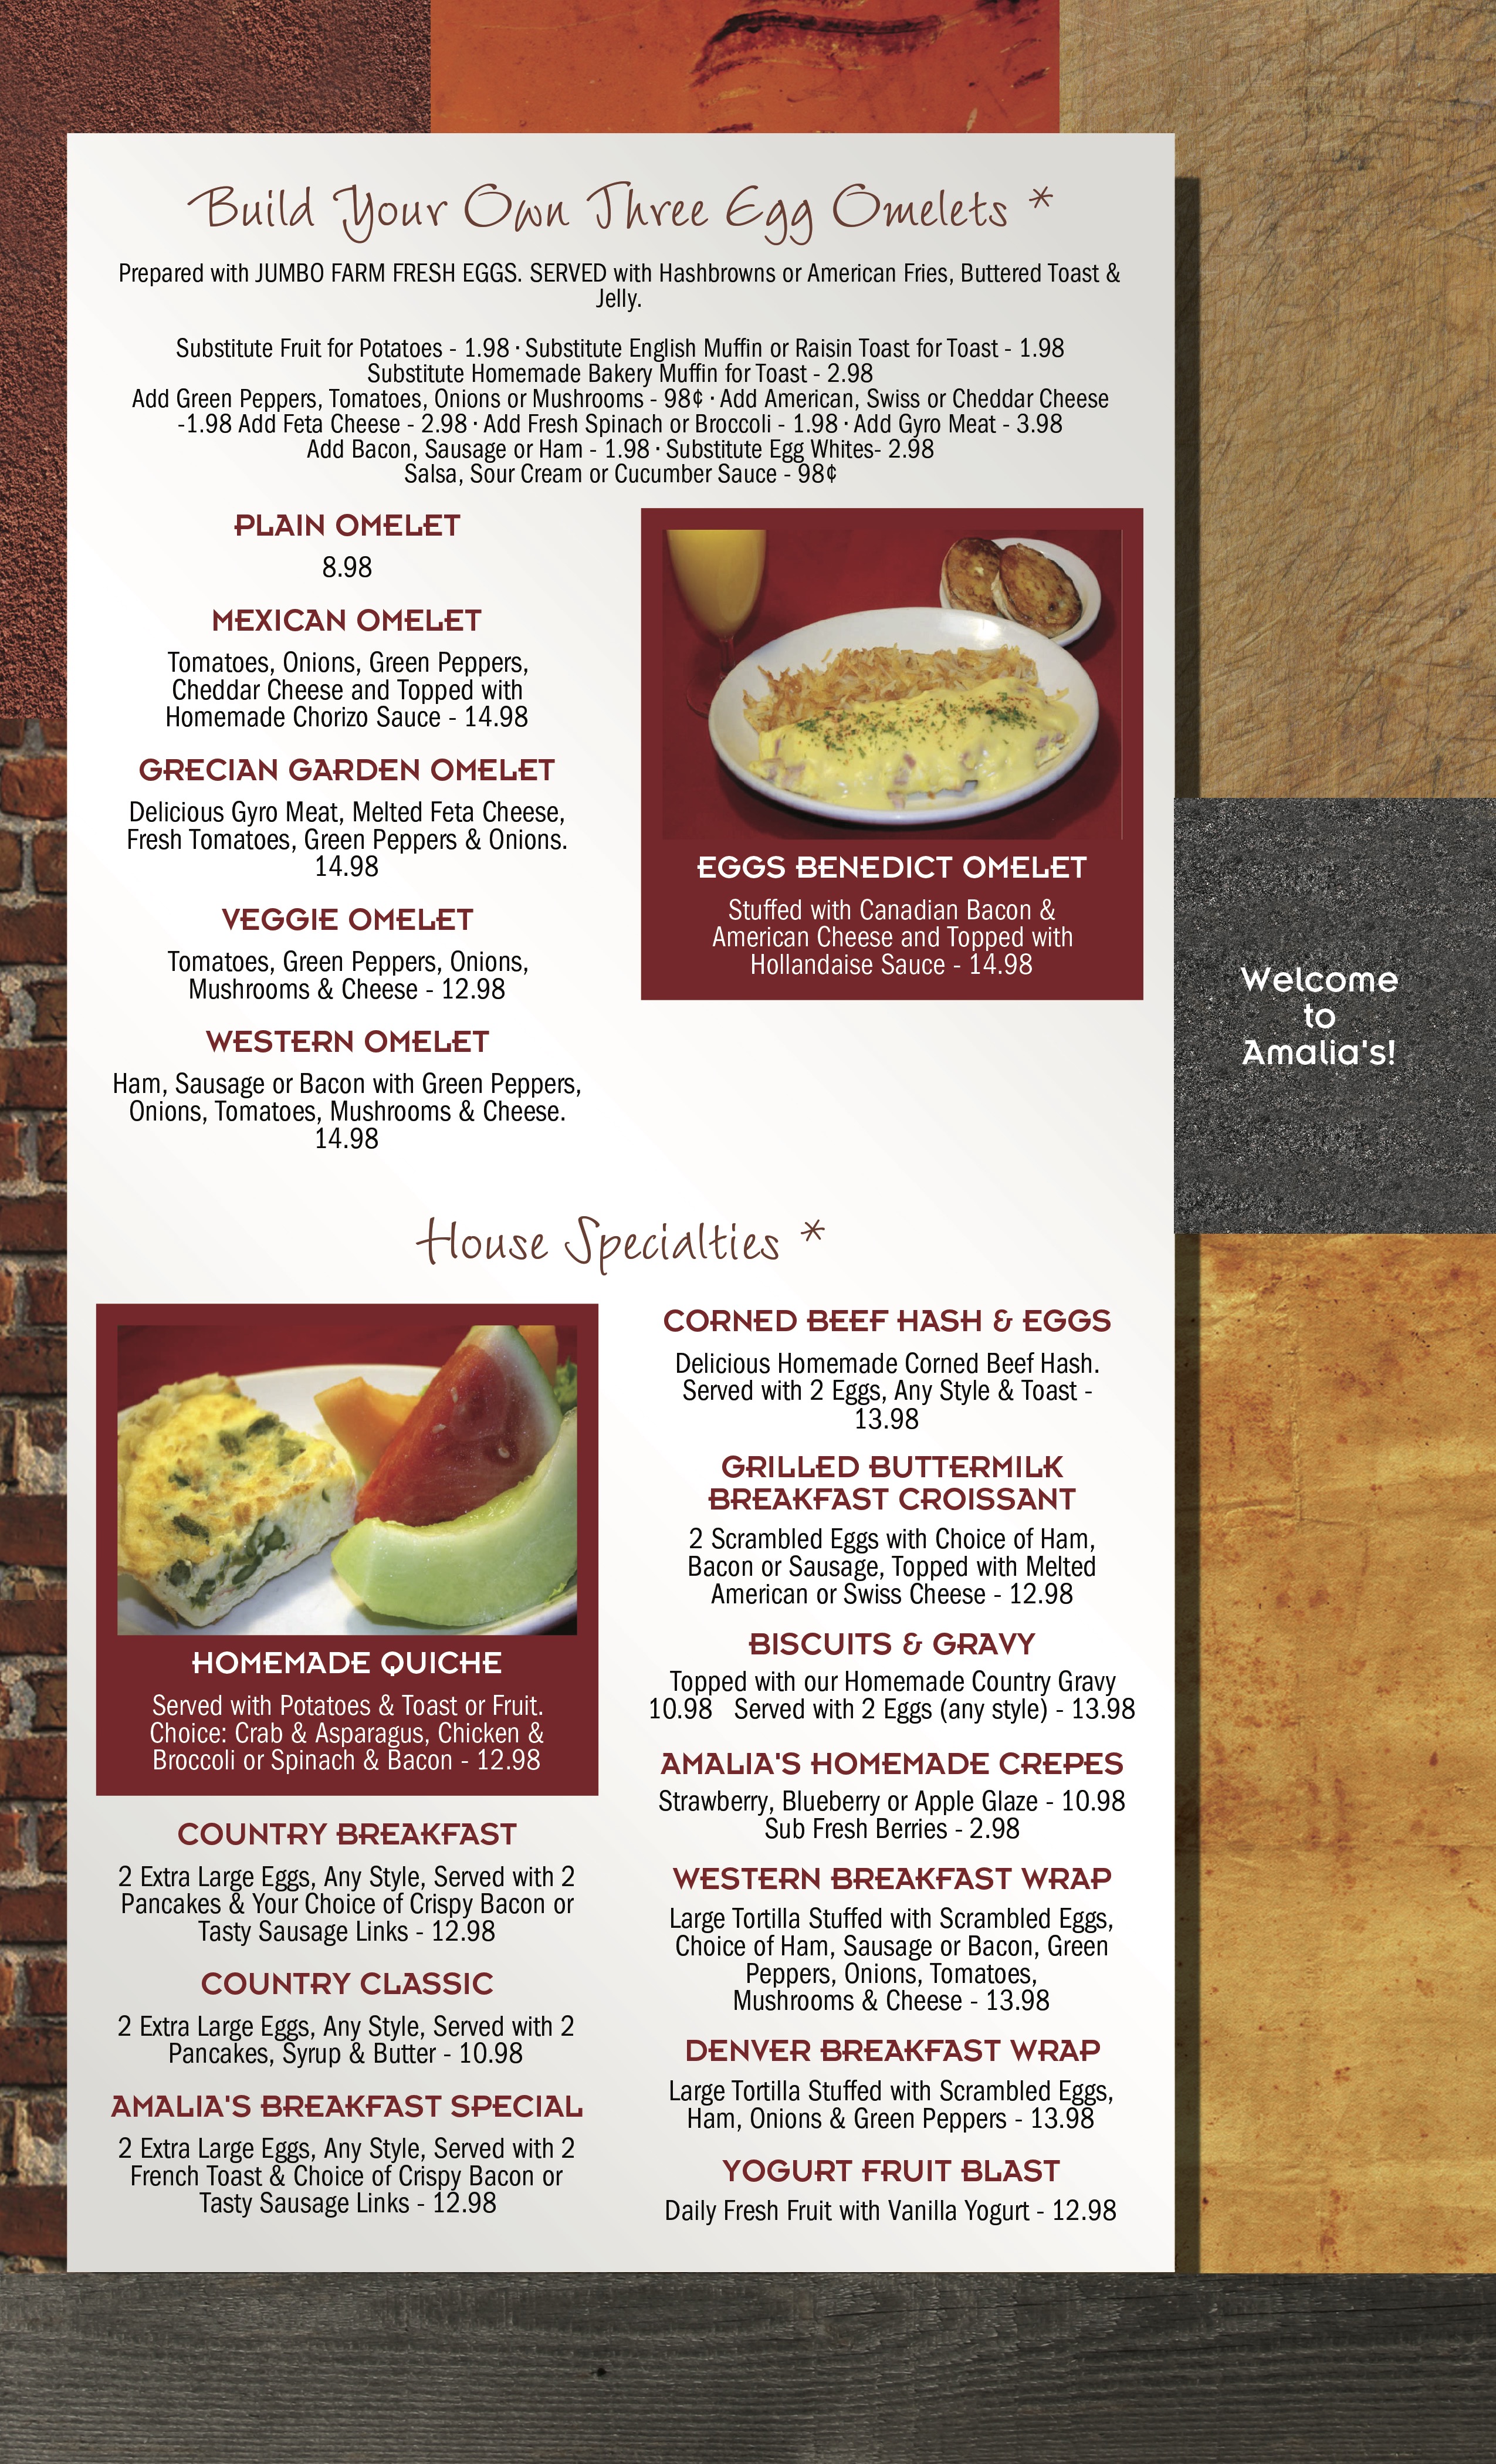 Build Your Own Three Egg Omelets *
Prepared with JUMBO FARM FRESH EGGS. SERVED with Hashbrowns or American Fries, Buttered Toast &
Jelly.
Substitute Fruit for Potatoes - 1.98 · Substitute English Muffin or Raisin Toast for Toast - 1.98
Substitute Homemade Bakery Muffin for Toast - 2.98
Add Green Peppers, Tomatoes, Onions or Mushrooms - 98¢ · Add American, Swiss or Cheddar Cheese
-1.98 Add Feta Cheese - 2.98 · Add Fresh Spinach or Broccoli - 1.98 · Add Gyro Meat - 3.98
Add Bacon, Sausage or Ham - 1.98 · Substitute Egg Whites- 2.98
Salsa, Sour Cream or Cucumber Sauce - 98¢
PLAIN OMELET
8.98
MEXICAN OMELET
Tomatoes, Onions, Green Peppers,
Cheddar Cheese and Topped with
Homemade Chorizo Sauce - 14.98
GRECIAN GARDEN OMELET
Delicious Gyro Meat, Melted Feta Cheese,
Fresh Tomatoes, Green Peppers & Onions.
14.98
VEGGIE OMELET
Tomatoes, Green Peppers, Onions,
Mushrooms & Cheese - 12.98
WESTERN OMELET
Ham, Sausage or Bacon with Green Peppers,
Onions, Tomatoes, Mushrooms & Cheese.
14.98
EGGS BENEDICT OMELET
Stuffed with Canadian Bacon &
American Cheese and Topped with
Hollandaise Sauce - 14.98
Welcome
to
Amalia's!
House Specialties *
HOMEMADE QUICHE
Served with Potatoes & Toast or Fruit.
Choice: Crab & Asparagus, Chicken &
Broccoli or Spinach & Bacon - 12.98
COUNTRY BREAKFAST
2 Extra Large Eggs, Any Style, Served with 2
Pancakes & Your Choice of Crispy Bacon or
Tasty Sausage Links - 12.98
COUNTRY CLASSIC
2 Extra Large Eggs, Any Style, Served with 2
Pancakes, Syrup & Butter - 10.98
AMALIA'S BREAKFAST SPECIAL
2 Extra Large Eggs, Any Style, Served with 2
French Toast & Choice of Crispy Bacon or
Tasty Sausage Links - 12.98
CORNED BEEF HASH & EGGS
Delicious Homemade Corned Beef Hash.
Served with 2 Eggs, Any Style & Toast -
13.98
GRILLED BUTTERMILK
BREAKFAST CROISSANT
2 Scrambled Eggs with Choice of Ham,
Bacon or Sausage, Topped with Melted
American or Swiss Cheese - 12.98
BISCUITS & GRAVY
Topped with our Homemade Country Gravy
10.98 Served with 2 Eggs (any style) - 13.98
AMALIA'S HOMEMADE CREPES
Strawberry, Blueberry or Apple Glaze - 10.98
Sub Fresh Berries - 2.98
WESTERN BREAKFAST WRAP
Large Tortilla Stuffed with Scrambled Eggs,
Choice of Ham, Sausage or Bacon, Green
Peppers, Onions, Tomatoes,
Mushrooms & Cheese - 13.98
DENVER BREAKFAST WRAP
Large Tortilla Stuffed with Scrambled Eggs,
Ham, Onions & Green Peppers - 13.98
YOGURT FRUIT BLAST
Daily Fresh Fruit with Vanilla Yogurt - 12.98